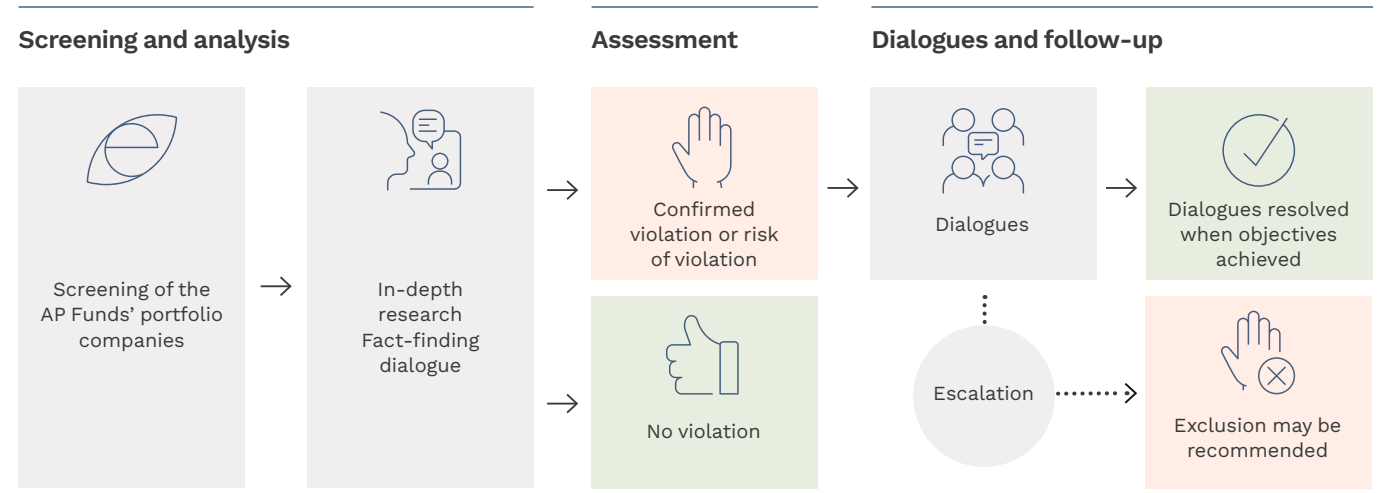 Screening and analysis
Assessment
Dialogues and follow-up
Screening of the
AP Funds’ portfolio
companies
In-depth
research
Fact-finding
dialogue
Confirmed
violation or risk
of violation
No violation
Dialogues
Escalation
Dialogues resolved
when objectives
achieved
Exclusion may be
recommended